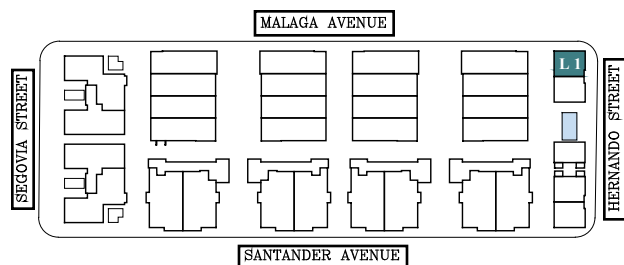 MALAGA AVENUE
SEGOVIA STREET
L 1
HERNANDO STREET
SANTANDER AVENUE